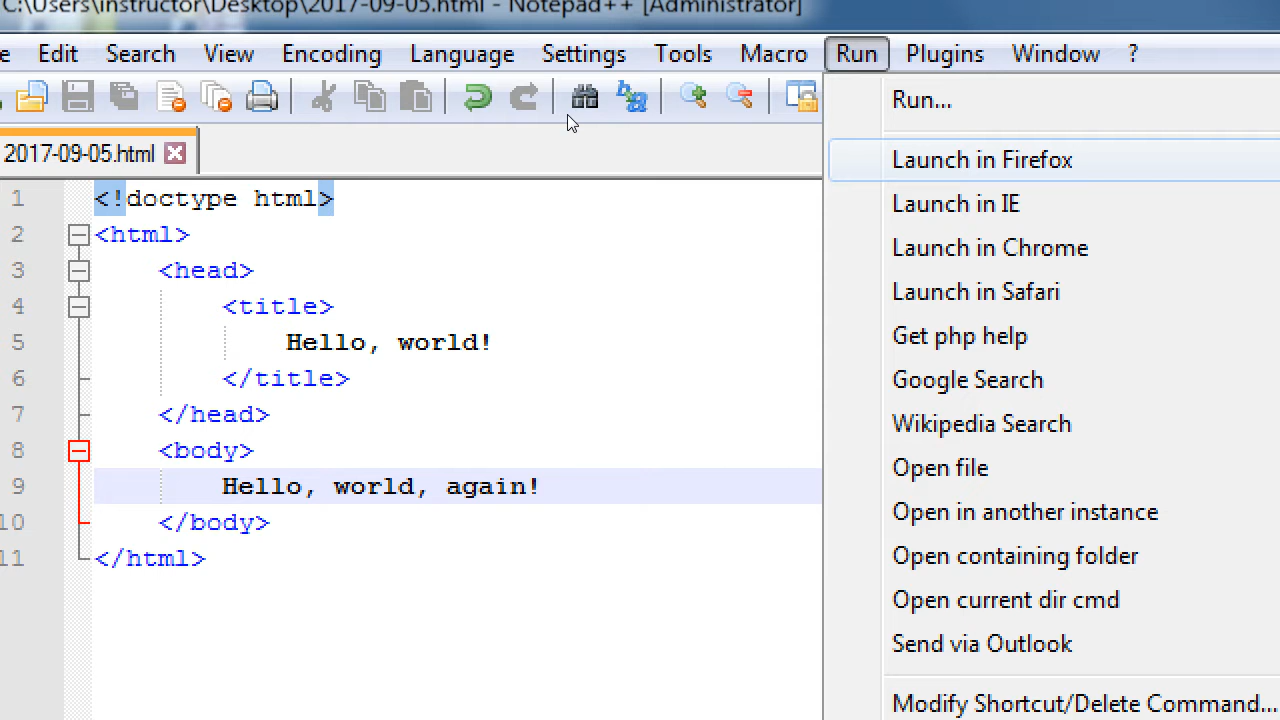 C:\Users\instructor\Desktop\2017-09-05.html - Notepad++ [Administrator]
e Edit Search View Encoding Language Settings Tools Macro Run Plugins Window ?
2017-09-05.html
1 <!doctype html>
2 <html>
3 <head>
4 <title>
5 Hello, world!
6 </title>
7 </head>
8 <body>
9 Hello, world, again!
10 </body>
11 </html>
Run...
Launch in Firefox
Launch in IE
Launch in Chrome
Launch in Safari
Get php help
Google Search
Wikipedia Search
Open file
Open in another instance
Open containing folder
Open current dir cmd
Send via Outlook
Modify Shortcut/Delete Command...